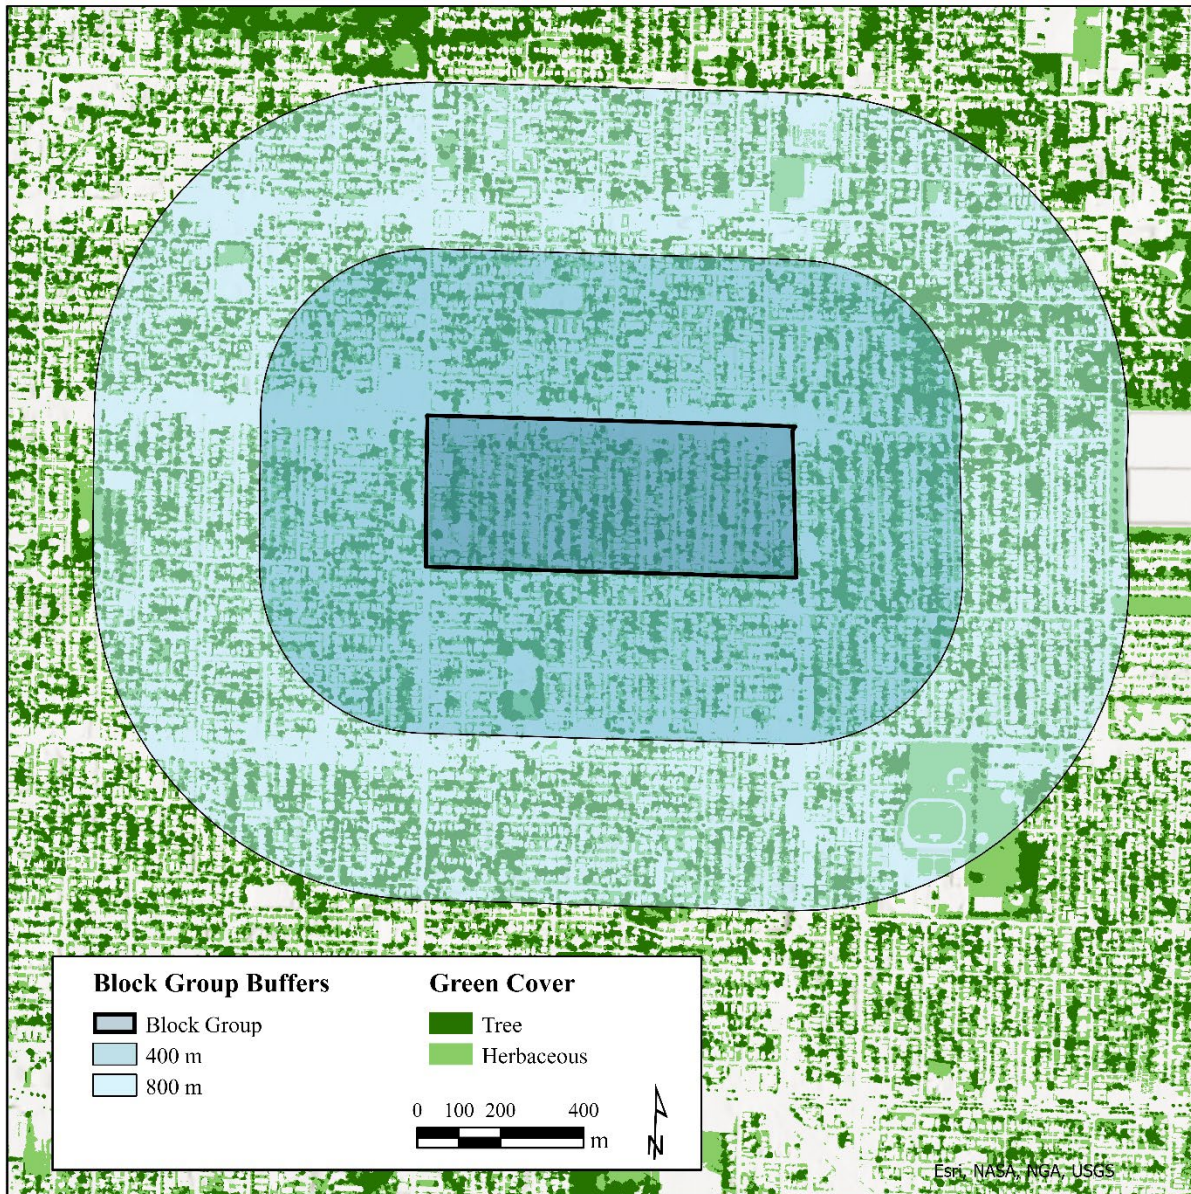 Block Group Buffers
Block Group
400 m
800 m
Green Cover
Tree
Herbaceous
0 100 200 400
m
N
Esri, NASA, NGA, USGS